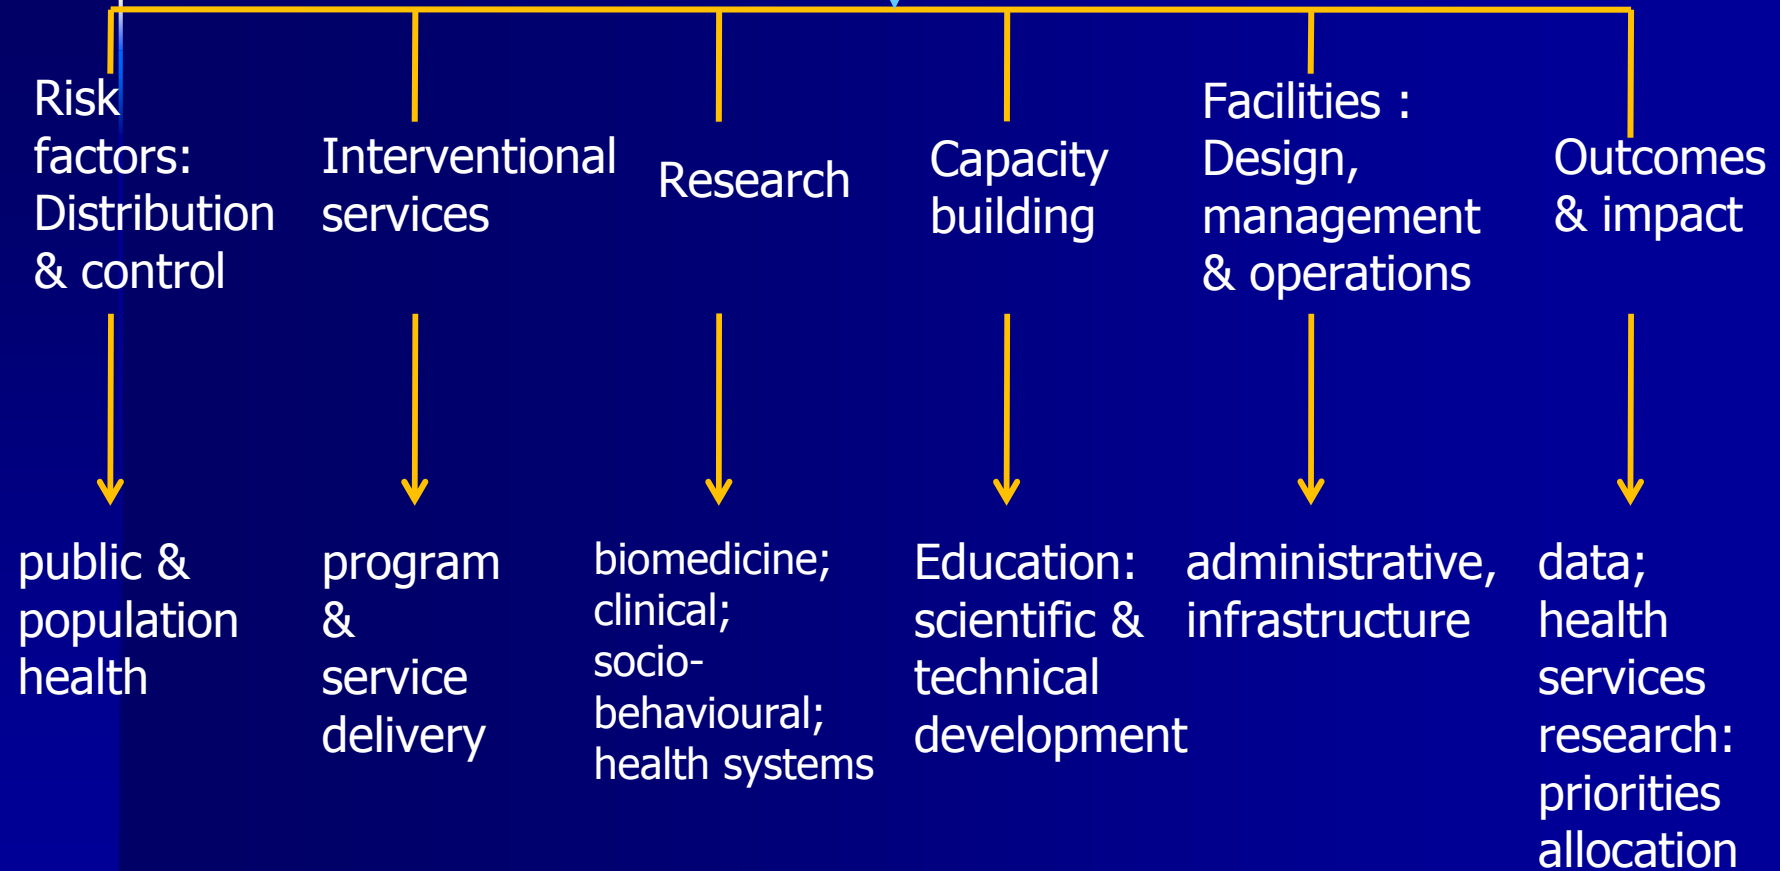 Risk
factors:
Distribution
& control
Interventional
services
Research
Capacity
building
Facilities :
Design,
management
& operations
Outcomes
& impact
public &
population
health
program
&
service
delivery
biomedicine;
clinical;
socio-
behavioural;
health systems
Education:
scientific &
technical
development
administrative,
infrastructure
data;
health
services
research:
priorities
allocation